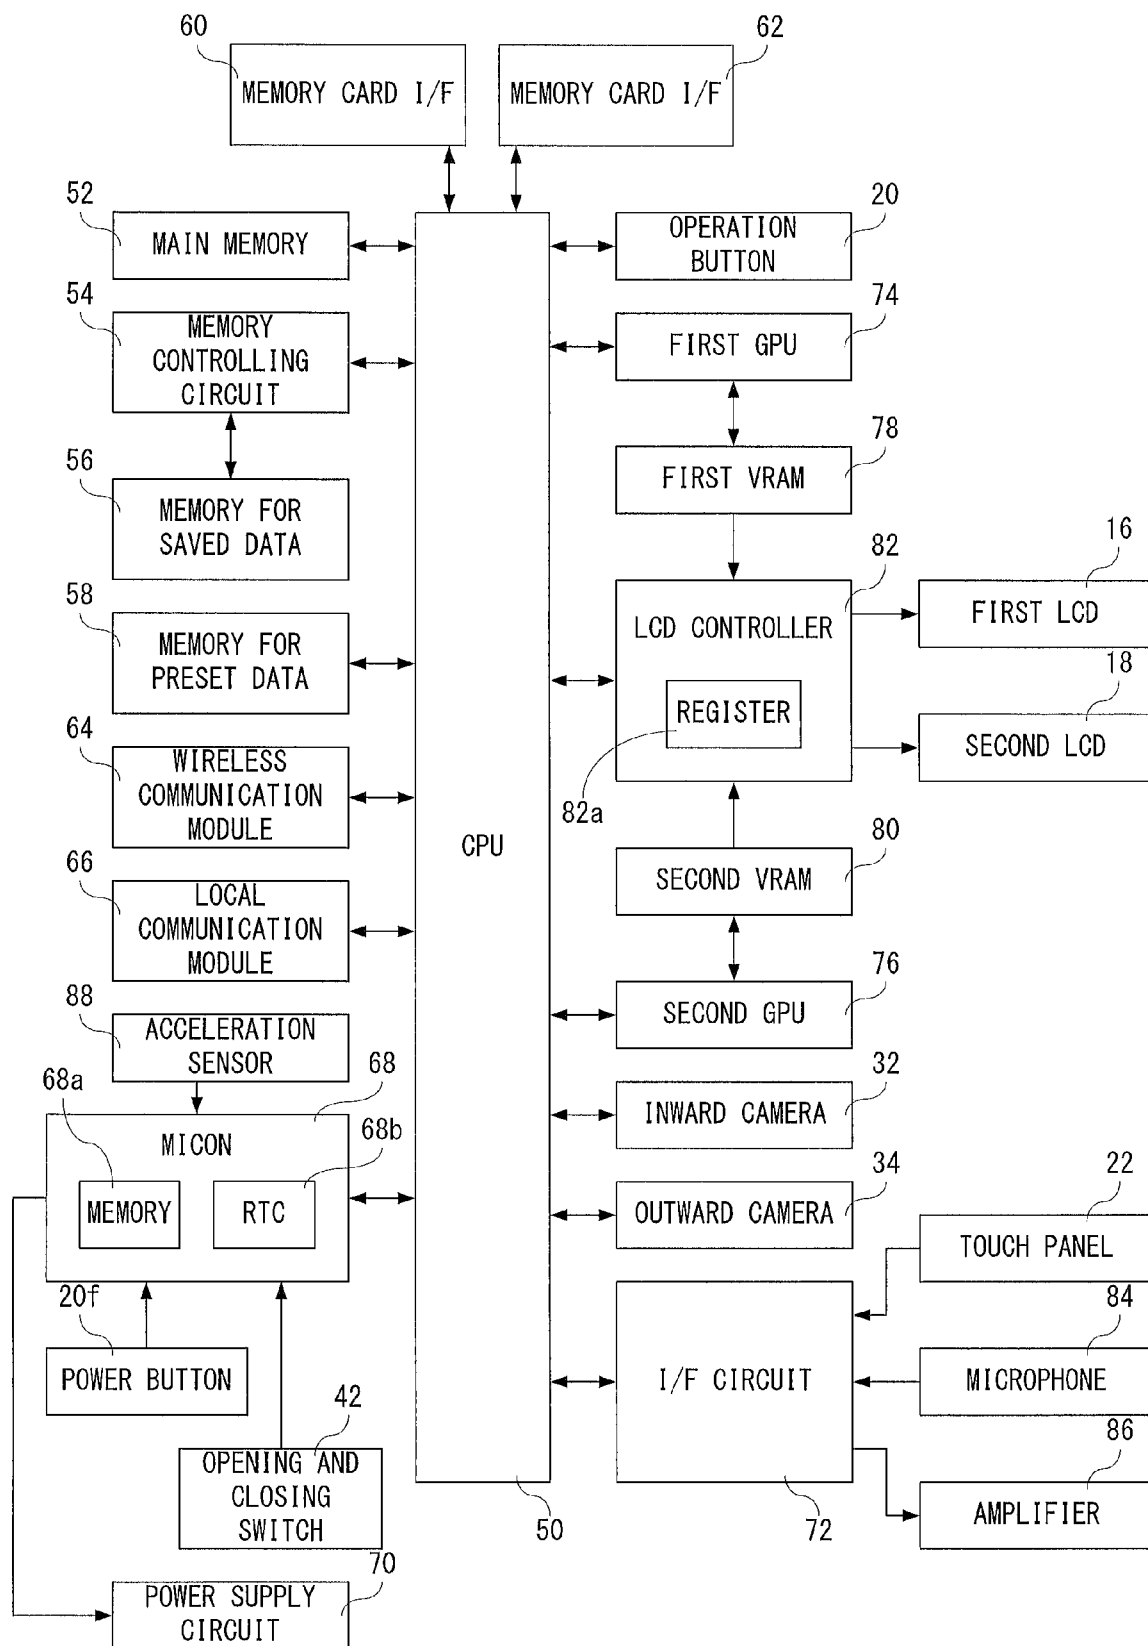 60
62
MEMORY CARD I/F
MEMORY CARD I/F
52
MAIN MEMORY
20
OPERATION
BUTTON
54
MEMORY
CONTROLLING
CIRCUIT
74
FIRST GPU
56
MEMORY FOR
SAVED DATA
78
FIRST VRAM
58
MEMORY FOR
PRESET DATA
82
LCD CONTROLLER
REGISTER
82a
16
FIRST LCD
18
SECOND LCD
64
WIRELESS
COMMUNICATION
MODULE
CPU
80
SECOND VRAM
66
LOCAL
COMMUNICATION
MODULE
76
SECOND GPU
88
ACCELERATION
SENSOR
68a
68
MICON
68b
MEMORY
RTC
32
INWARD CAMERA
34
OUTWARD CAMERA
22
TOUCH PANEL
20f
POWER BUTTON
84
I/F CIRCUIT
MICROPHONE
42
OPENING AND
CLOSING
SWITCH
86
AMPLIFIER
50
72
70
POWER SUPPLY
CIRCUIT